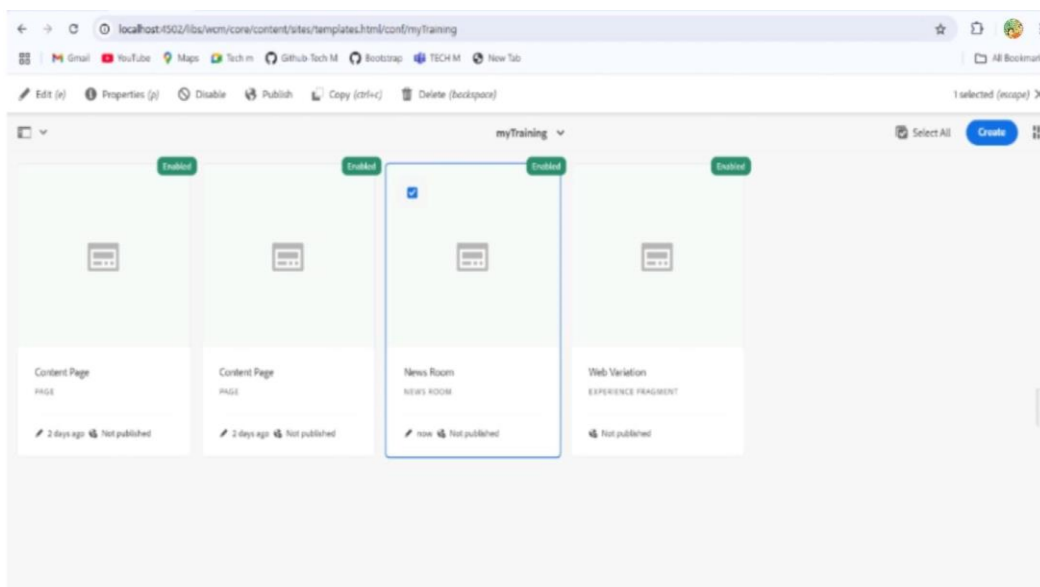 localhost:4502/libs/wcm/core/content/sites/templates.html/conf/myTraining
Gmail YouTube Maps Tech m Github-Tech M Bootstrap TECH M New Tab All Bookmar
Edit (e) Properties (p) Disable Publish Copy (ctrl+c) Delete (backspace) 1 selected (escape)
myTraining Select All Create
Enabled Enabled Enabled Enabled
Content Page Content Page News Room Web Variation
PAGE PAGE NEWS ROOM EXPERIENCE FRAGMENT
2 days ago Not published 2 days ago Not published now Not published Not published